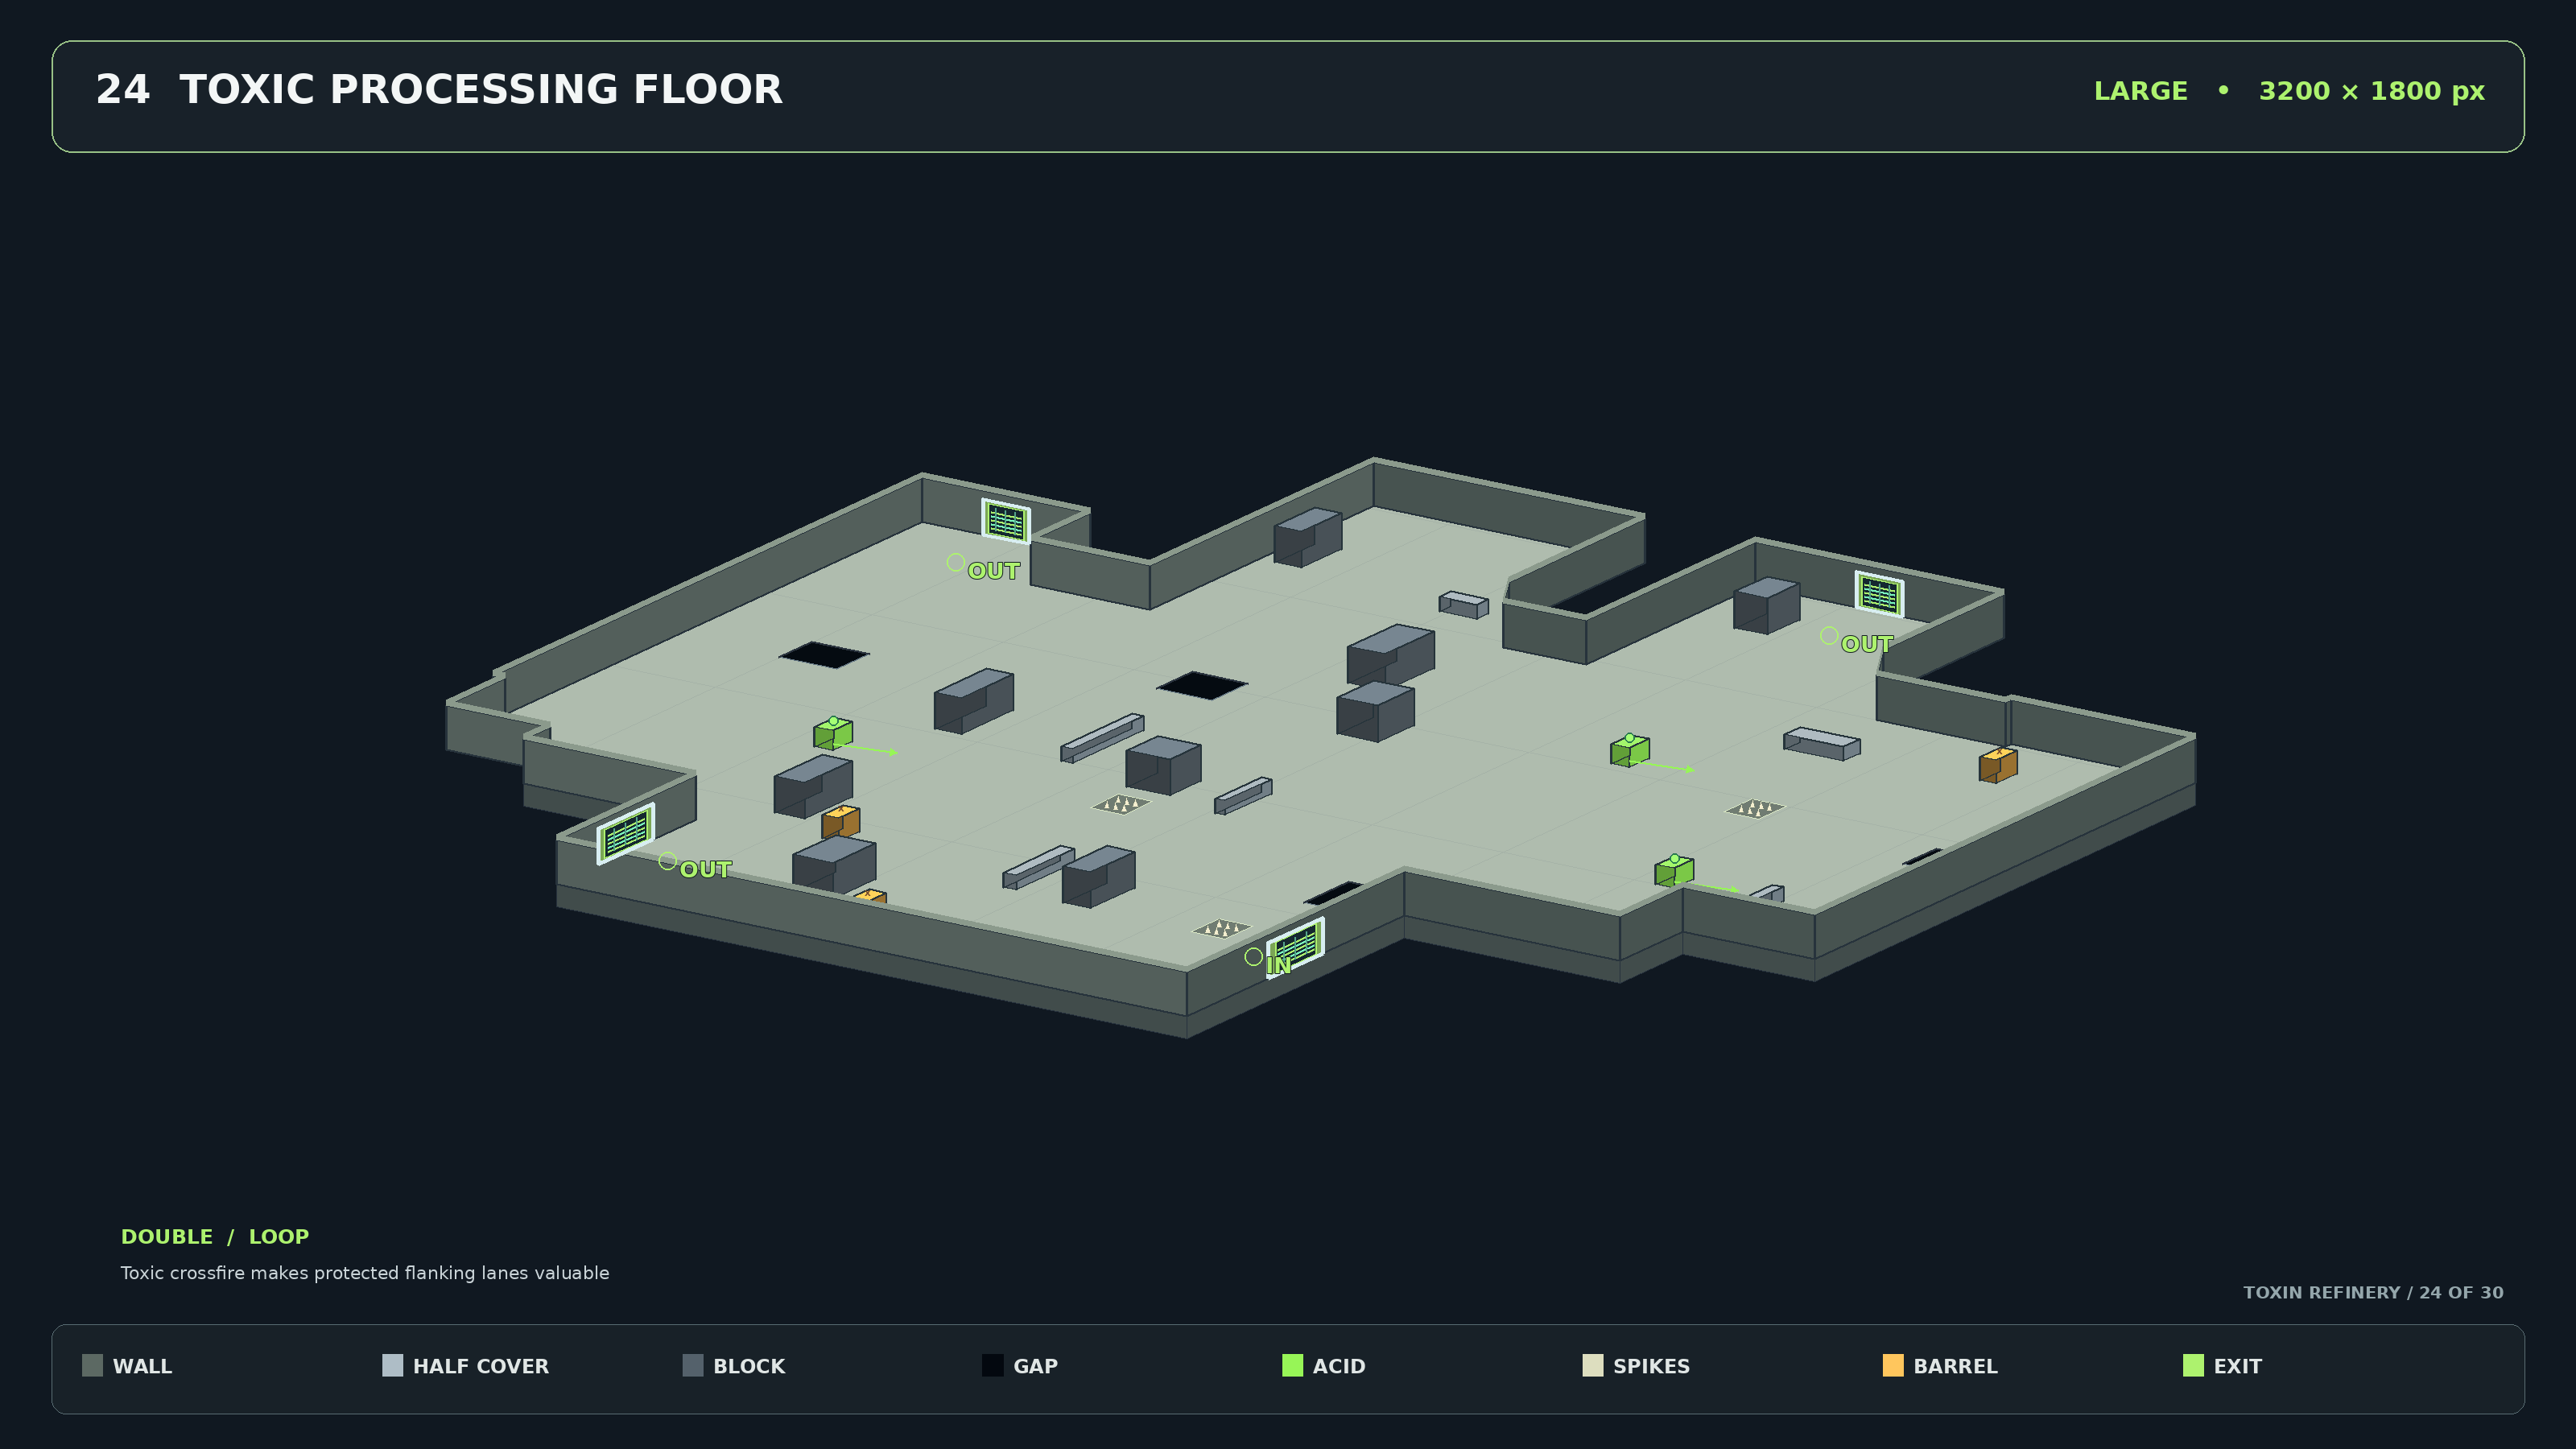 24 TOXIC PROCESSING FLOOR
LARGE • 3200 × 1800 px
OUT
OUT
OUT
IN
DOUBLE / LOOP
Toxic crossfire makes protected flanking lanes valuable
TOXIN REFINERY / 24 OF 30
WALL
HALF COVER
BLOCK
GAP
ACID
SPIKES
BARREL
EXIT